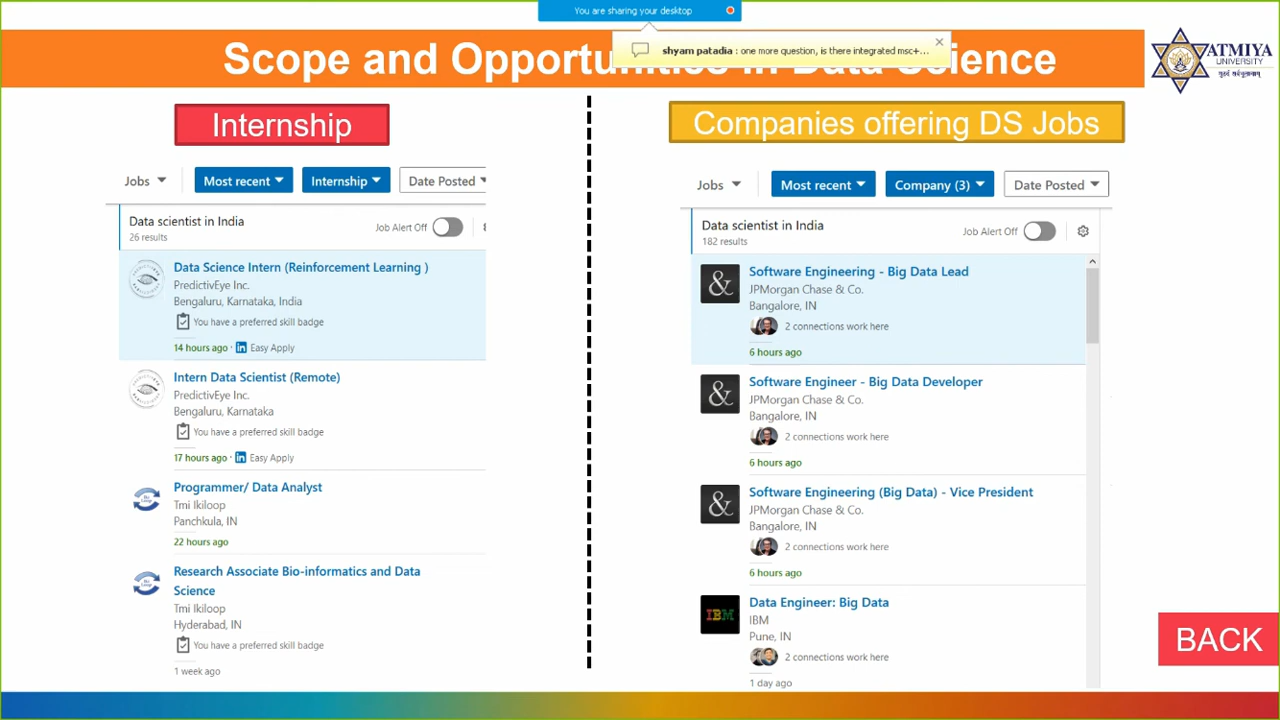 You are sharing your desktop
shyam patadia : one more question, is there integrated msc+...
Scope and Opportunities in Data Science
ATMIYA
UNIVERSITY
Internship
Jobs
Most recent
Internship
Date Posted
Data scientist in India
Job Alert Off
26 results
Data Science Intern (Reinforcement Learning )
PredictivEye Inc.
Bengaluru, Karnataka, India
You have a preferred skill badge
14 hours ago · in Easy Apply
Intern Data Scientist (Remote)
PredictivEye Inc.
Bengaluru, Karnataka
You have a preferred skill badge
17 hours ago · in Easy Apply
Programmer/ Data Analyst
Tmi Ikiloop
Panchkula, IN
22 hours ago
Research Associate Bio-informatics and Data
Science
Tmi Ikiloop
Hyderabad, IN
You have a preferred skill badge
1 week ago
Companies offering DS Jobs
Jobs
Most recent
Company (3)
Date Posted
Data scientist in India
Job Alert Off
182 results
&
Software Engineering - Big Data Lead
JPMorgan Chase & Co.
Bangalore, IN
2 connections work here
6 hours ago
&
Software Engineer - Big Data Developer
JPMorgan Chase & Co.
Bangalore, IN
2 connections work here
6 hours ago
&
Software Engineering (Big Data) - Vice President
JPMorgan Chase & Co.
Bangalore, IN
2 connections work here
6 hours ago
IBM
Data Engineer: Big Data
IBM
Pune, IN
2 connections work here
1 day ago
BACK